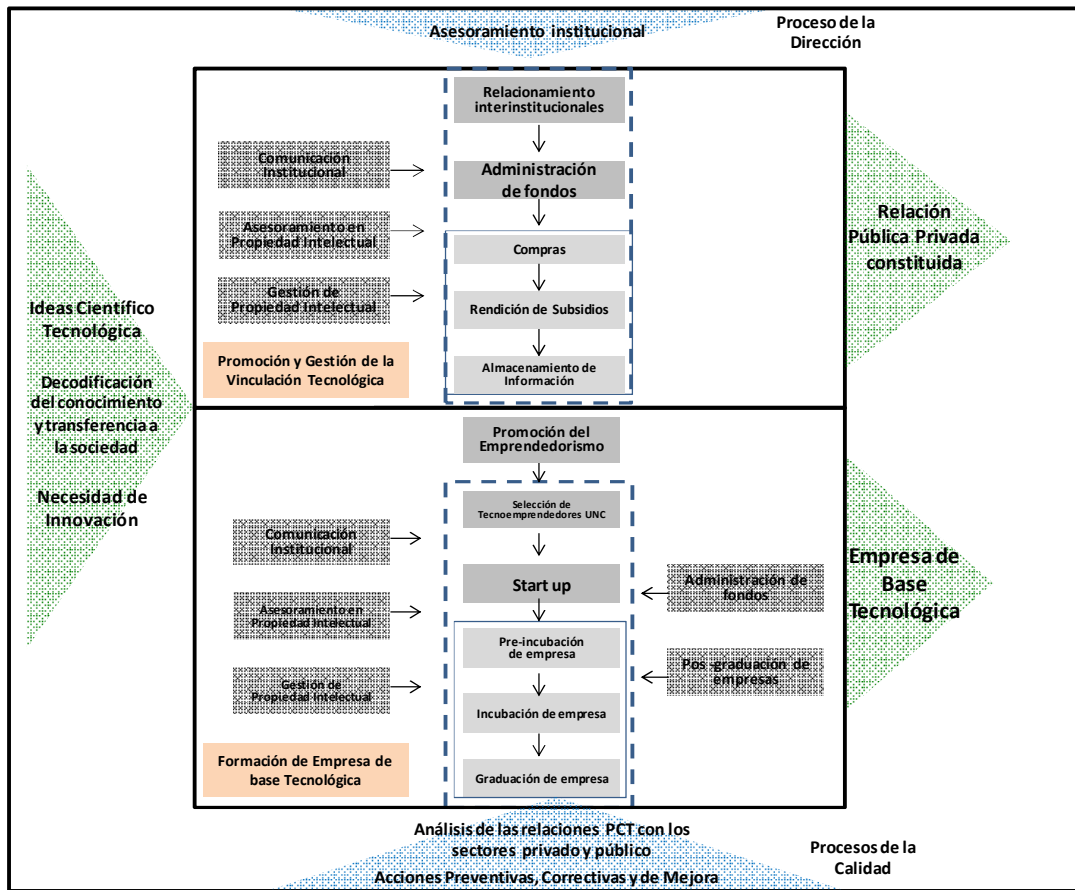 Asesoramiento institucional
Proceso de la
Dirección
Relacionamiento
interinstitucionales
Comunicación
Institucional
Administración
de fondos
Asesoramiento en
Propiedad Intelectual
Compras
Gestión de
Propiedad Intelectual
Rendición de Subsidios
Promoción y Gestión de la
Vinculación Tecnológica
Almacenamiento de
Información
Relación
Pública Privada
constituida
Ideas Científico
Tecnológica
Decodificación
del conocimiento
y transferencia a
la sociedad
Necesidad de
Innovación
Promoción del
Emprendedorismo
Selección de
Tecnoemprendedores UNC
Comunicación
Institucional
Start up
Administración de
fondos
Asesoramiento en
Propiedad Intelectual
Pre-incubación
de empresa
Pos -graduación de
empresas
Gestión de
Propiedad Intelectual
Incubación de empresa
Formación de Empresa de
base Tecnológica
Graduación de empresa
Empresa de
Base
Tecnológica
Análisis de las relaciones PCT con los
sectores privado y público
Acciones Preventivas, Correctivas y de Mejora
Procesos de la
Calidad